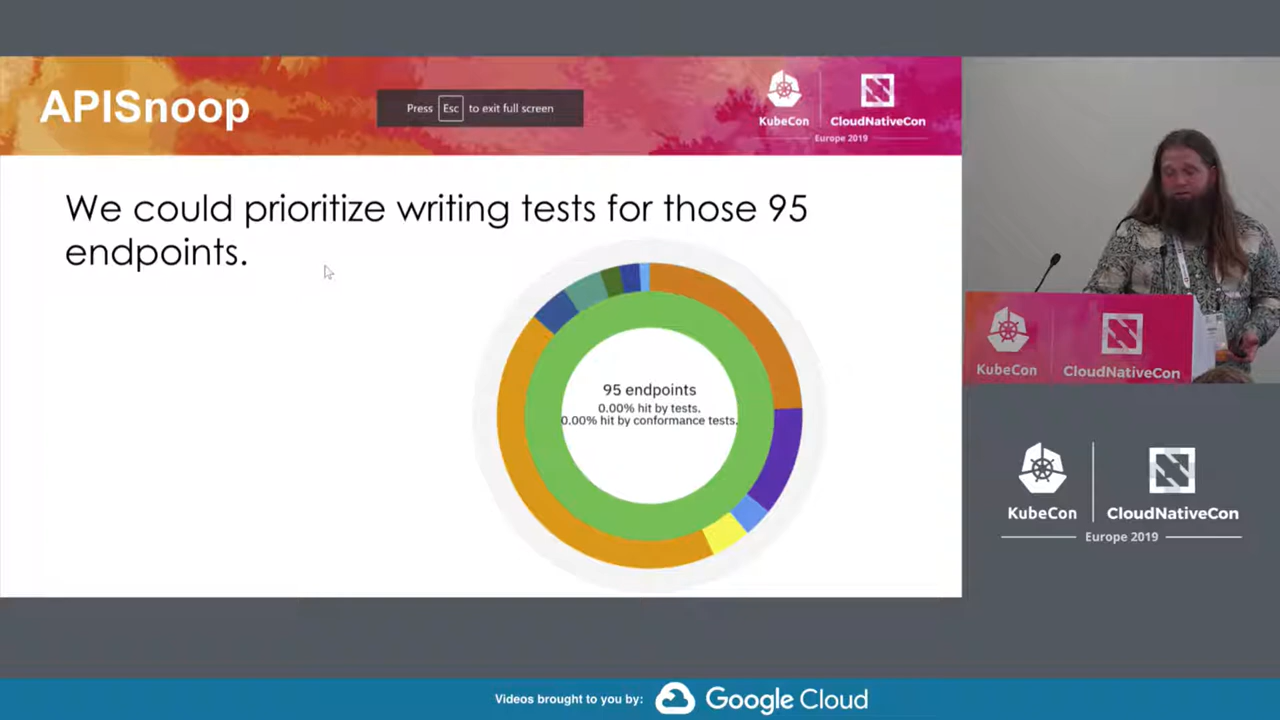 APISnoop
Press Esc to exit full screen
KubeCon
CloudNativeCon
Europe 2019
We could prioritize writing tests for those 95
endpoints.
95 endpoints
0.00% hit by tests.
0.00% hit by conformance tests.
KubeCon
CloudNativeCon
KubeCon
CloudNativeCon
Europe 2019
Videos brought to you by:
Google Cloud